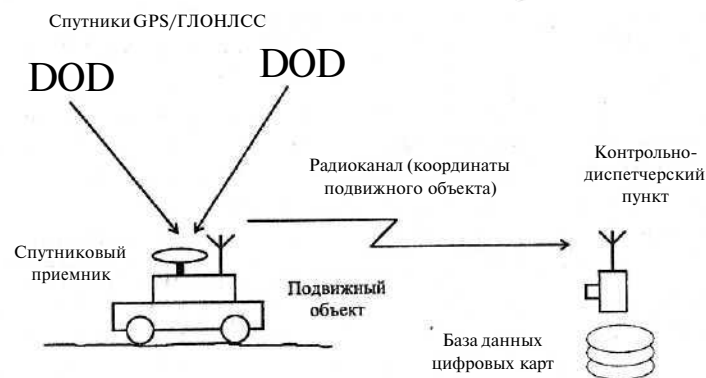 Спутники GPS/ГЛОНЛСС
DOD
DOD
Радиоканал (координаты
подвижного объекта)
Контрольно-
диспетчерский
пункт
Спутниковый
приемник
Подвижный
объект
База данных
цифровых карт